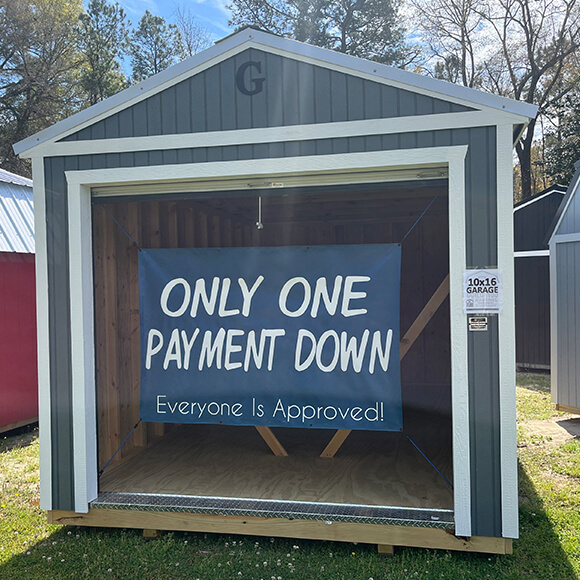 G
ONLY ONE
PAYMENT DOWN
Everyone Is Approved!
10x16
GARAGE